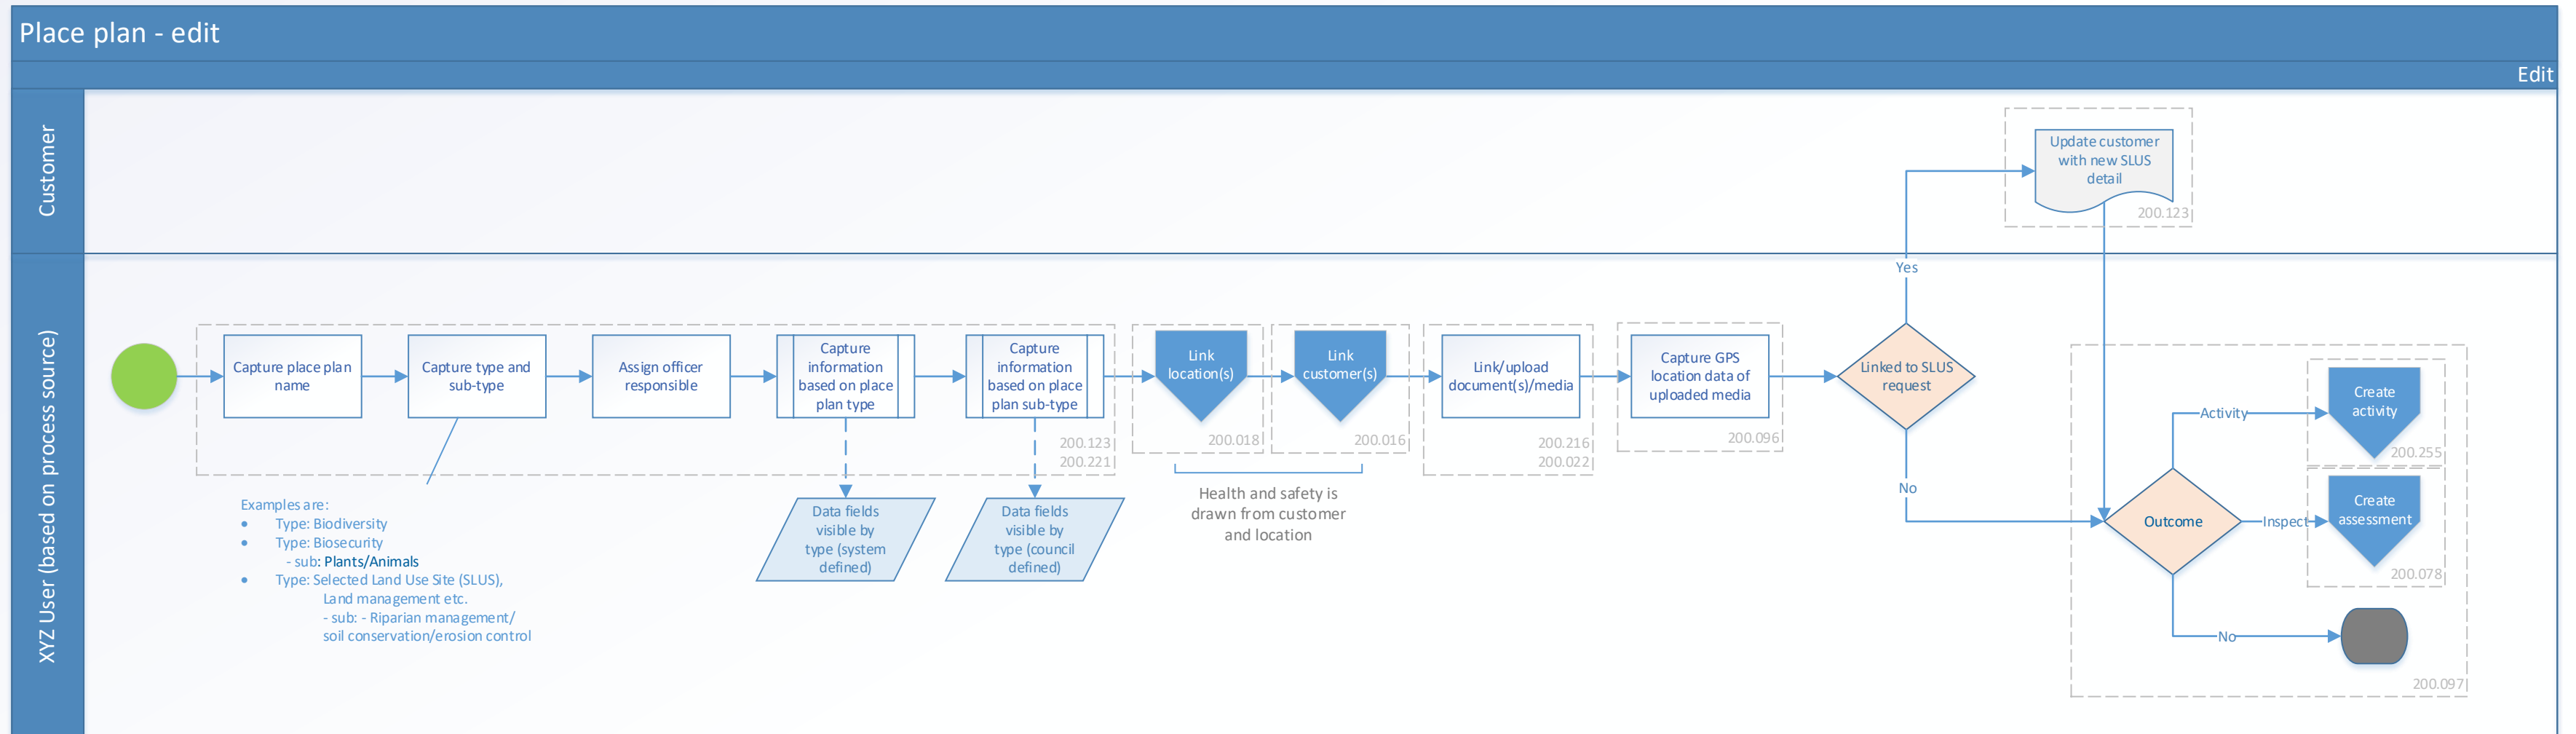 Place plan - edit
Edit
Customer
Update customer
with new SLUS
detail
200.123
Yes
XYZ User (based on process source)
Capture place plan
name
Capture type and
sub-type
Assign officer
responsible
Capture
information
based on place
plan type
Capture
information
based on place
plan sub-type
200.123
200.221
Link
location(s)
200.018
Link
customer(s)
200.016
Link/upload
document(s)/media
200.216
200.022
Capture GPS
location data of
uploaded media
200.096
Linked to SLUS
request
No
Examples are:
• Type: Biodiversity
• Type: Biosecurity
- sub: Plants/Animals
• Type: Selected Land Use Site (SLUS),
Land management etc.
- sub: - Riparian management/
soil conservation/erosion control
Data fields
visible by
type (system
defined)
Data fields
visible by
type (council
defined)
Health and safety is
drawn from customer
and location
Outcome
Activity
Create
activity
200.255
Inspect
Create
assessment
200.078
No
200.097